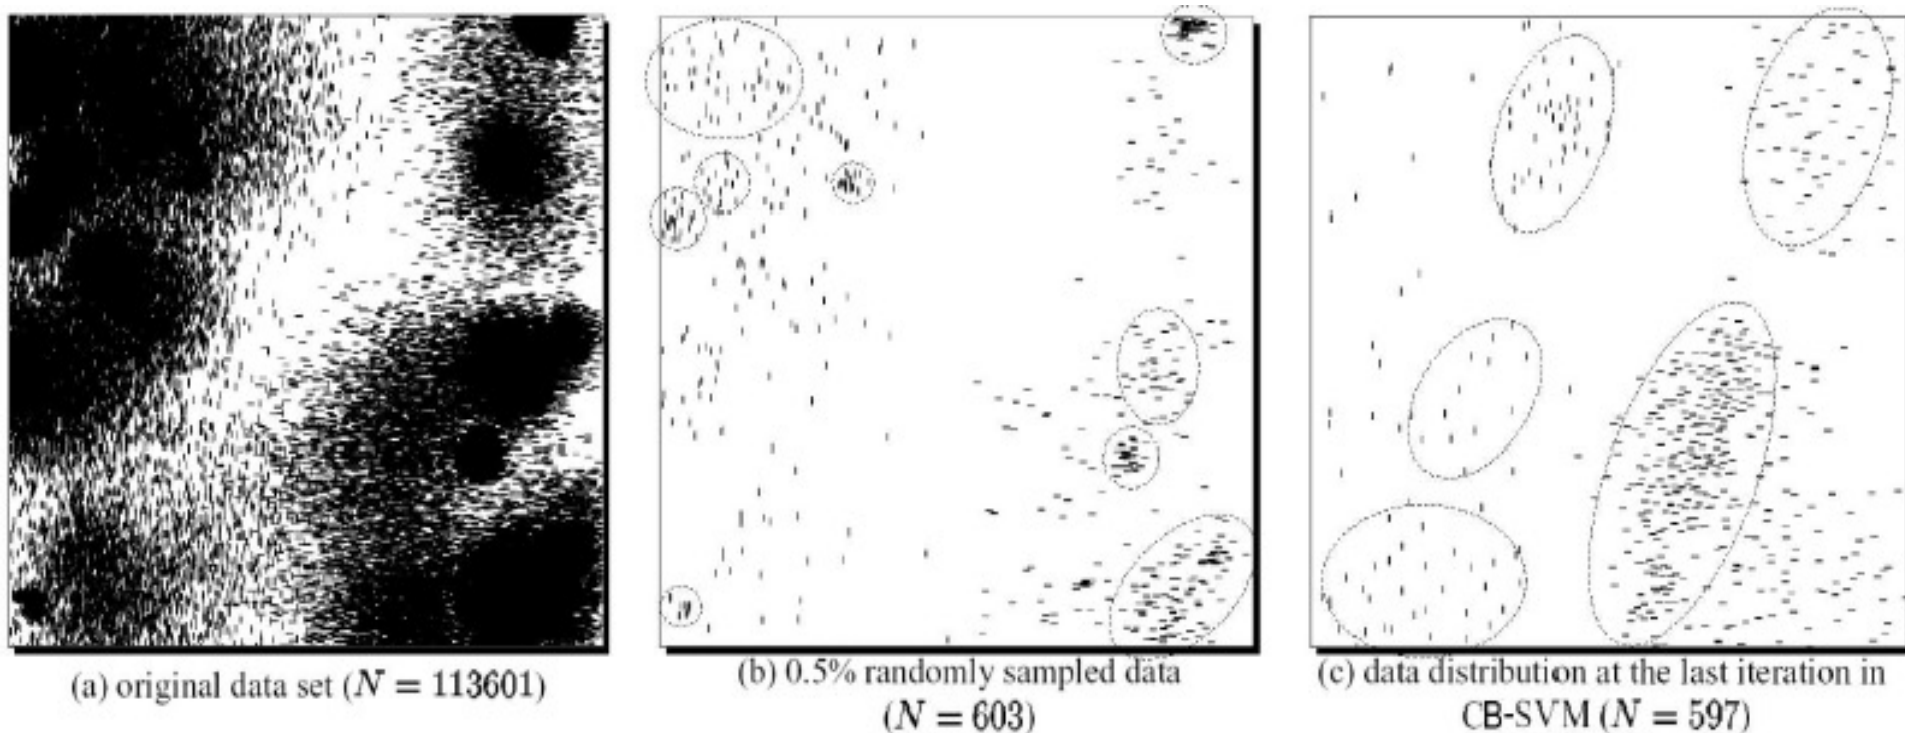 (a) original data set (N = 113601)
(b) 0.5% randomly sampled data
(N = 603)
(c) data distribution at the last iteration in
CB-SVM (N = 597)